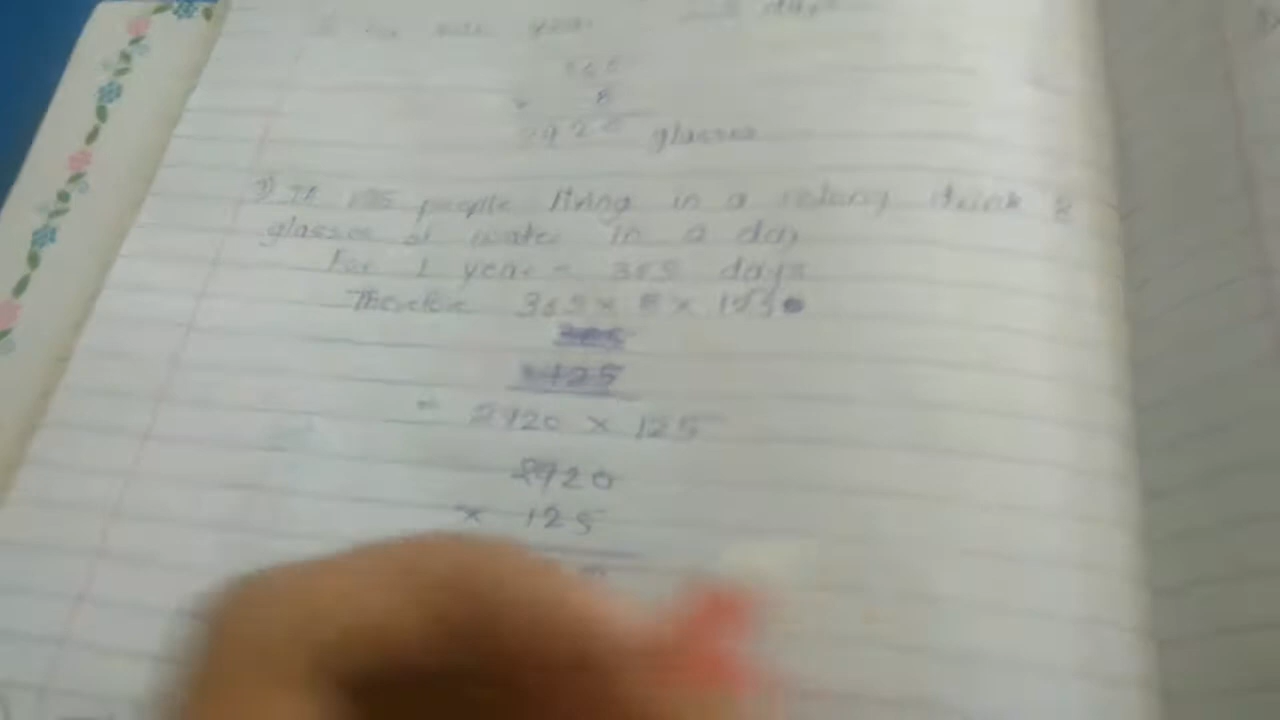 365
8
2920 glasses
people living in a colony drink 8
glasses of water in a day
For 1 year = 365 days
Therefore 365 × 8 × 125
125
= 2920 × 125
2920
× 125